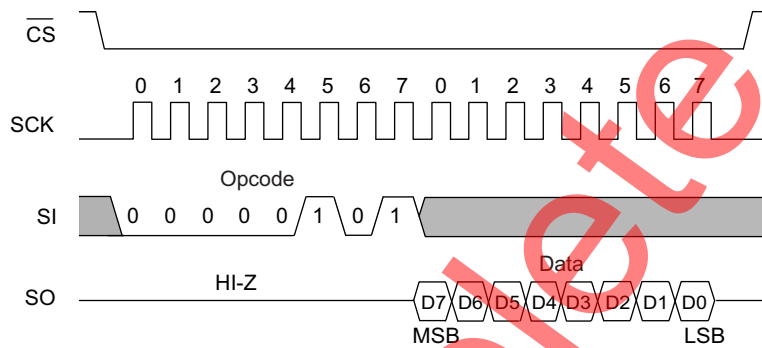 CS
0 1 2 3 4 5 6 7 0 1 2 3 4 5 6 7
SCK
Opcode
SI 0 0 0 0 0 1 0 1
HI-Z
Data
SO D7 D6 D5 D4 D3 D2 D1 D0
MSB LSB
lete